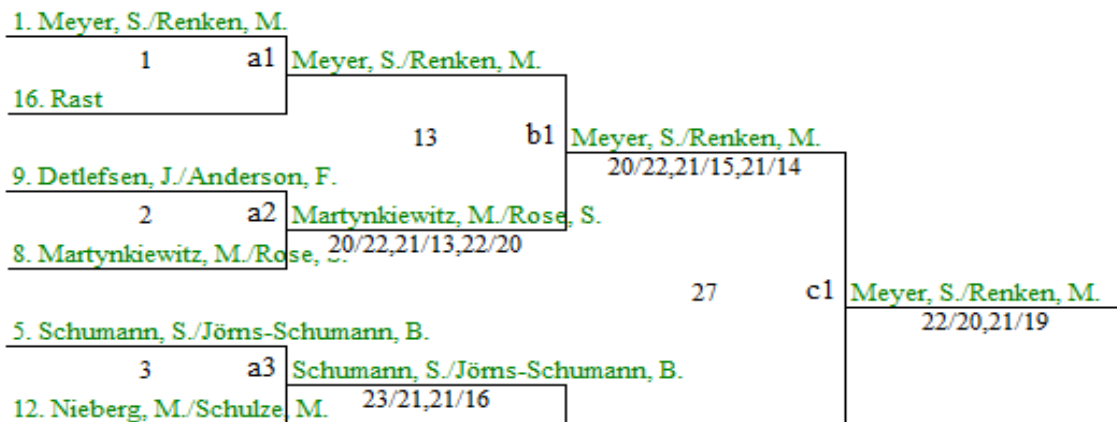 1. Meyer, S./Renken, M.
1 a1 Meyer, S./Renken, M.
16. Rast
13 b1 Meyer, S./Renken, M.
20/22,21/15,21/14
9. Detlefsen, J./Anderson, F.
2 a2 Martynkiewitz, M./Rose, S.
20/22,21/13,22/20
8. Martynkiewitz, M./Rose, S.
27 c1 Meyer, S./Renken, M.
22/20,21/19
5. Schumann, S./Jörns-Schumann, B.
3 a3 Schumann, S./Jörns-Schumann, B.
23/21,21/16
12. Nieberg, M./Schulze, M.